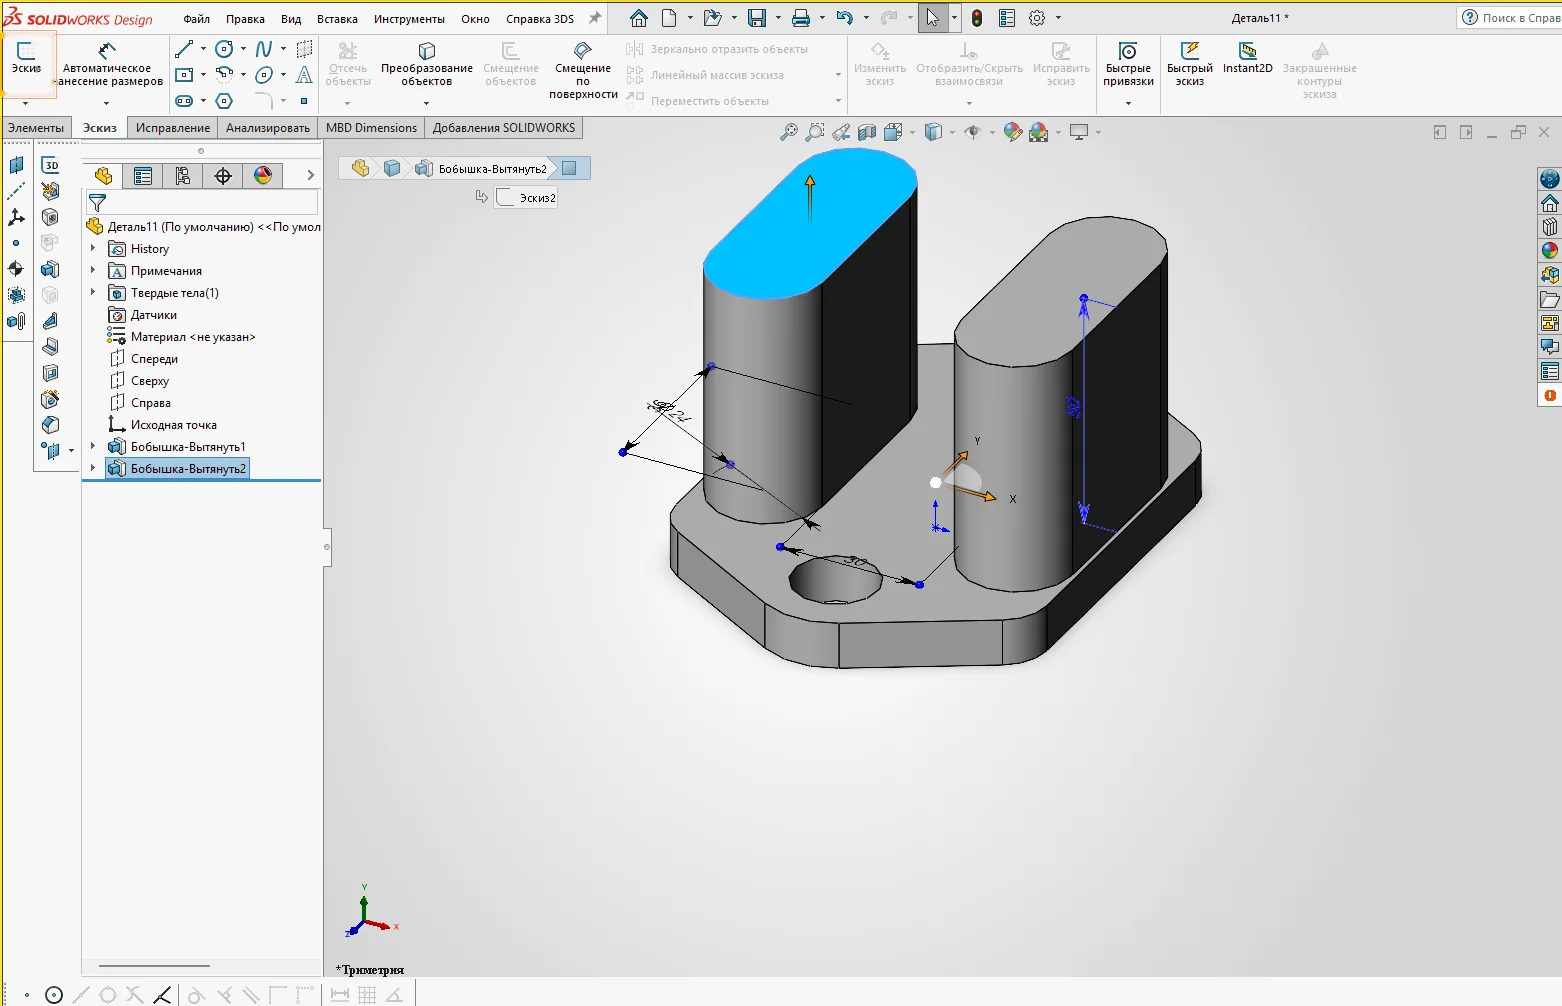 SOLIDWORKS Design
Файл Правка Вид Вставка Инструменты Окно Справка 3DS
Деталь11 *
Поиск в Справ
Эскиз
Автоматическое
анесение размеров
Отсечь
объекты
Преобразование
объектов
Смещение
объектов
Смещение
по
поверхности
Зеркально отразить объекты
Линейный массив эскиза
Переместить объекты
Изменить
эскиз
Отобразить/Скрыть
взаимосвязи
Исправить
эскиз
Быстрые
привязки
Быстрый
эскиз
Instant2D
Закрашенные
контуры
эскиза
Элементы Эскиз Исправление Анализировать MBD Dimensions Добавления SOLIDWORKS
3D
Бобышка-Вытянуть2
Эскиз2
Деталь11 (По умолчанию) <<По умол
History
Примечания
Твердые тела(1)
Датчики
Материал <не указан>
Спереди
Сверху
Справа
Исходная точка
Бобышка-Вытянуть1
Бобышка-Вытянуть2
24
30
Y
X
Y
X
Z
*Триметрия